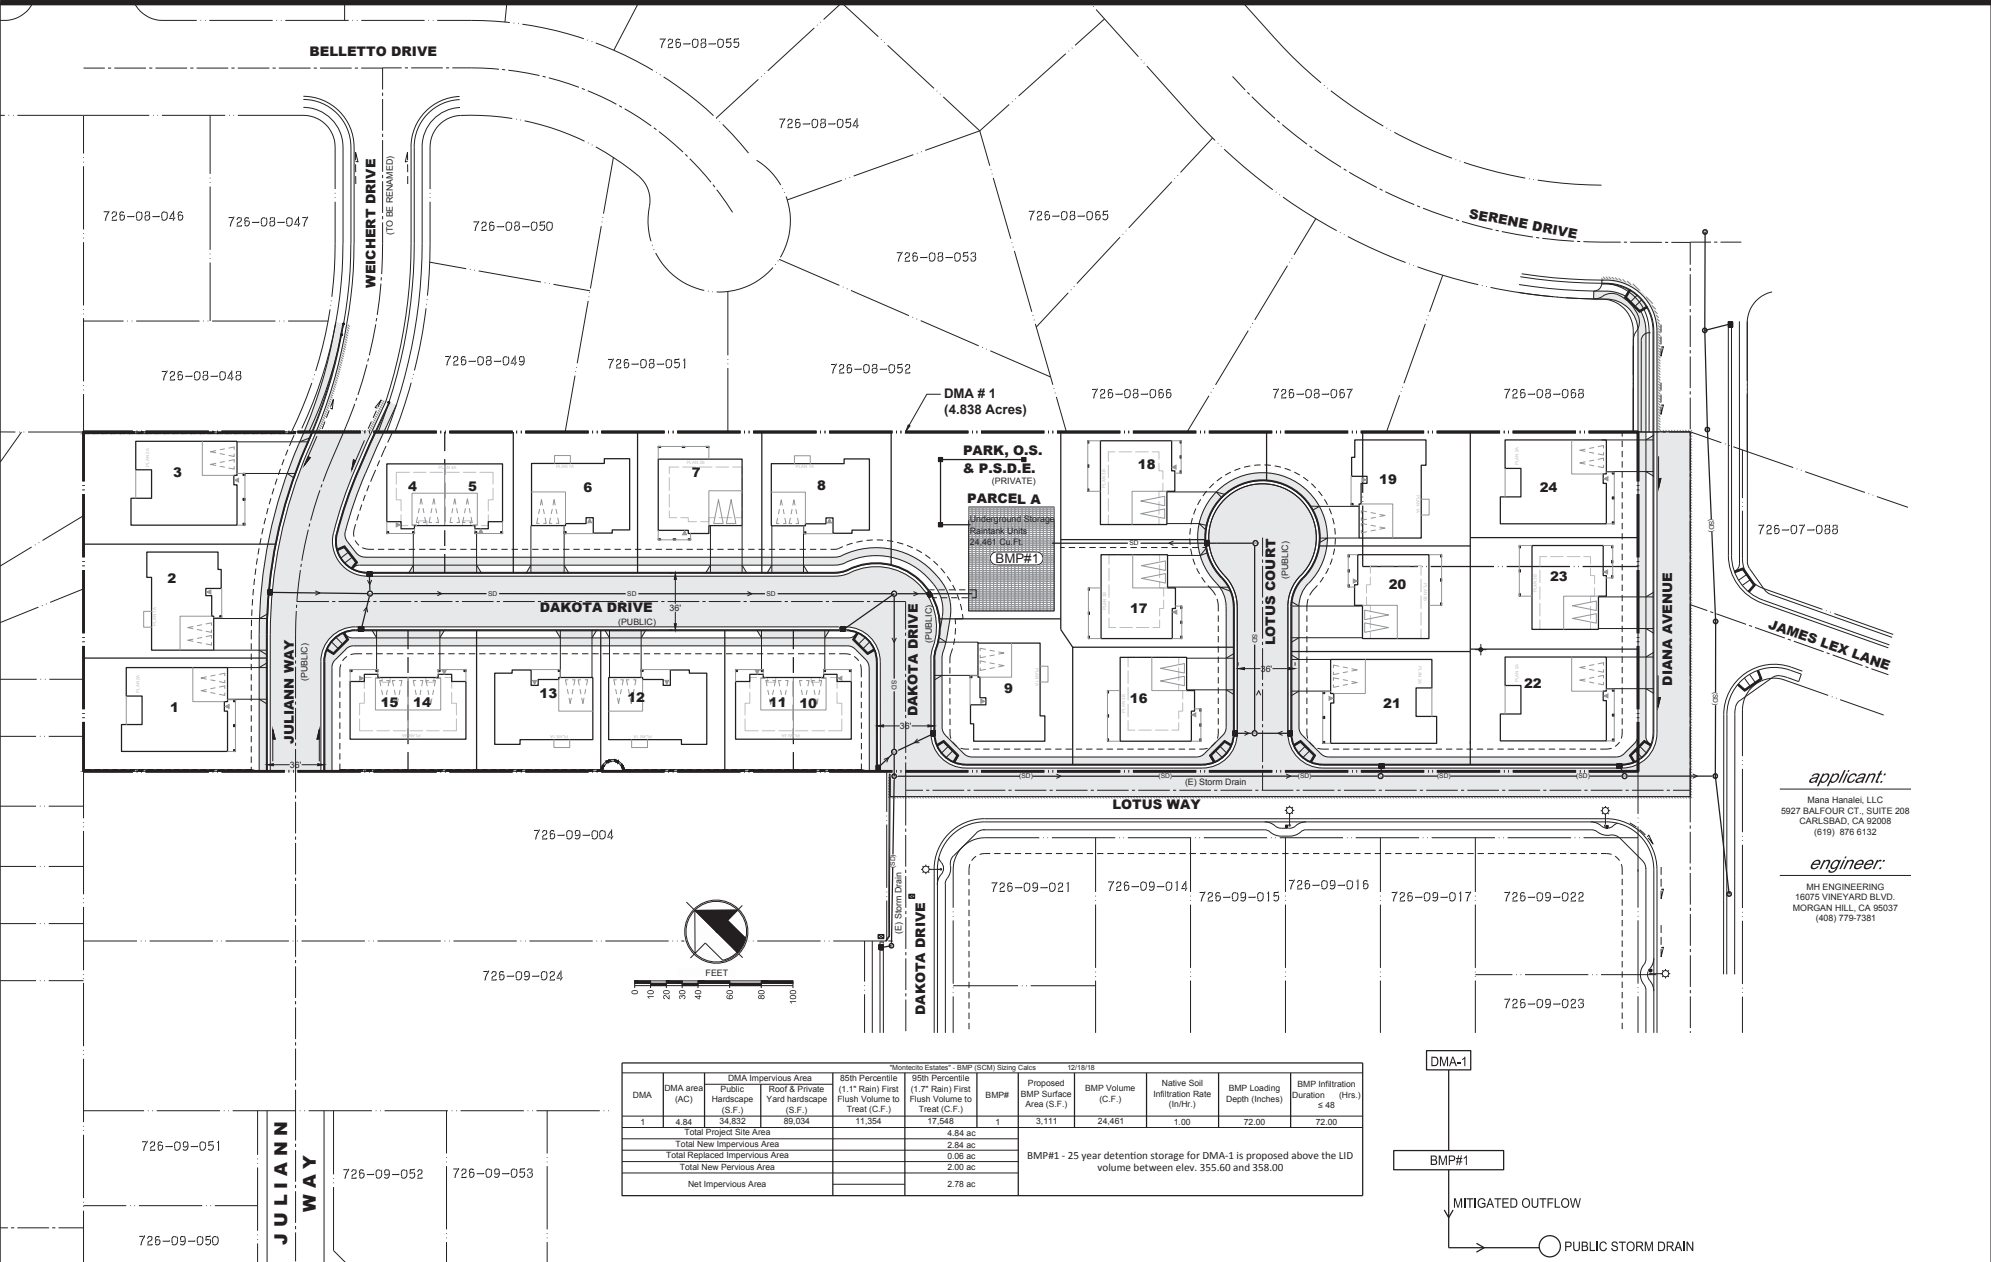 BELLETTO DRIVE
726-08-055
726-08-054
WEICHERT DRIVE
(TO BE RENAMED)
726-08-046
726-08-047
726-08-050
726-08-065
SERENE DRIVE
726-08-053
726-08-048
726-08-049
726-08-051
726-08-052
726-08-066
726-08-067
726-08-068
DMA # 1
(4.838 Acres)
PARK, O.S.
& P.S.D.E.
(PRIVATE)
PARCEL A
Underground Storage
Raintank Units
24,461 Cu.Ft.
BMP#1
3
4
5
6
7
8
18
19
24
726-07-088
2
17
20
23
SD
SD
SD
SD
DAKOTA DRIVE
(PUBLIC)
36'
DAKOTA DRIVE
(PUBLIC)
LOTUS COURT
(PUBLIC)
DIANA AVENUE
JAMES LEX LANE
JULIANN WAY
(PUBLIC)
1
15
14
13
12
11
10
9
16
21
22
SD
SD
36'
36'
36'
(SD)
(SD)
(SD)
(SD)
(SD)
(SD)
(SD)
(E) Storm Drain
LOTUS WAY
applicant:
Mana Hanalei, LLC
5927 BALFOUR CT., SUITE 208
CARLSBAD, CA 92008
(619) 876 6132
engineer:
MH ENGINEERING
16075 VINEYARD BLVD.
MORGAN HILL, CA 95037
(408) 779-7381
726-09-004
(SD)
(E) Storm Drain
DAKOTA DRIVE
726-09-021
726-09-014
726-09-015
726-09-016
726-09-017
726-09-022
726-09-024
726-09-023
FEET
0 10 20 30 40 60 80 100
726-09-051
726-09-052
726-09-053
726-09-050
JULIANN
WAY
"Montecito Estates" - BMP (SCM) Sizing Calcs 12/18/18
DMA
DMA area (AC)
DMA Impervious Area
Public Hardscape (S.F.)
Roof & Private Yard hardscape (S.F.)
85th Percentile (1.1" Rain) First Flush Volume to Treat (C.F.)
95th Percentile (1.7" Rain) First Flush Volume to Treat (C.F.)
BMP#
Proposed BMP Surface Area (S.F.)
BMP Volume (C.F.)
Native Soil Infiltration Rate (In/Hr.)
BMP Loading Depth (Inches)
BMP Infiltration Duration (Hrs.) ≤ 48
1 4.84 34,832 89,034 11,354 17,548 1 3,111 24,461 1.00 72.00 72.00
Total Project Site Area 4.84 ac
Total New Impervious Area 2.84 ac
Total Replaced Impervious Area 0.06 ac
Total New Pervious Area 2.00 ac
Net Impervious Area 2.78 ac
BMP#1 - 25 year detention storage for DMA-1 is proposed above the LID
volume between elev. 355.60 and 358.00
DMA-1
BMP#1
MITIGATED OUTFLOW
PUBLIC STORM DRAIN